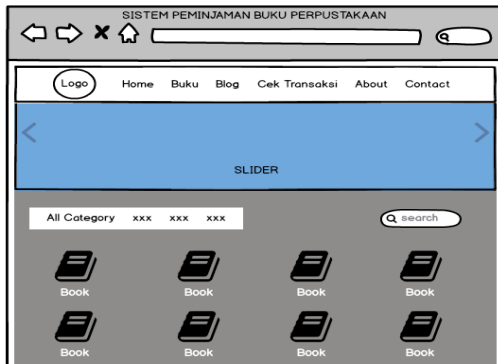 SISTEM PEMINJAMAN BUKU PERPUSTAKAAN
Logo Home Buku Blog Cek Transaksi About Contact
SLIDER
All Category xxx xxx xxx search
Book Book Book Book
Book Book Book Book